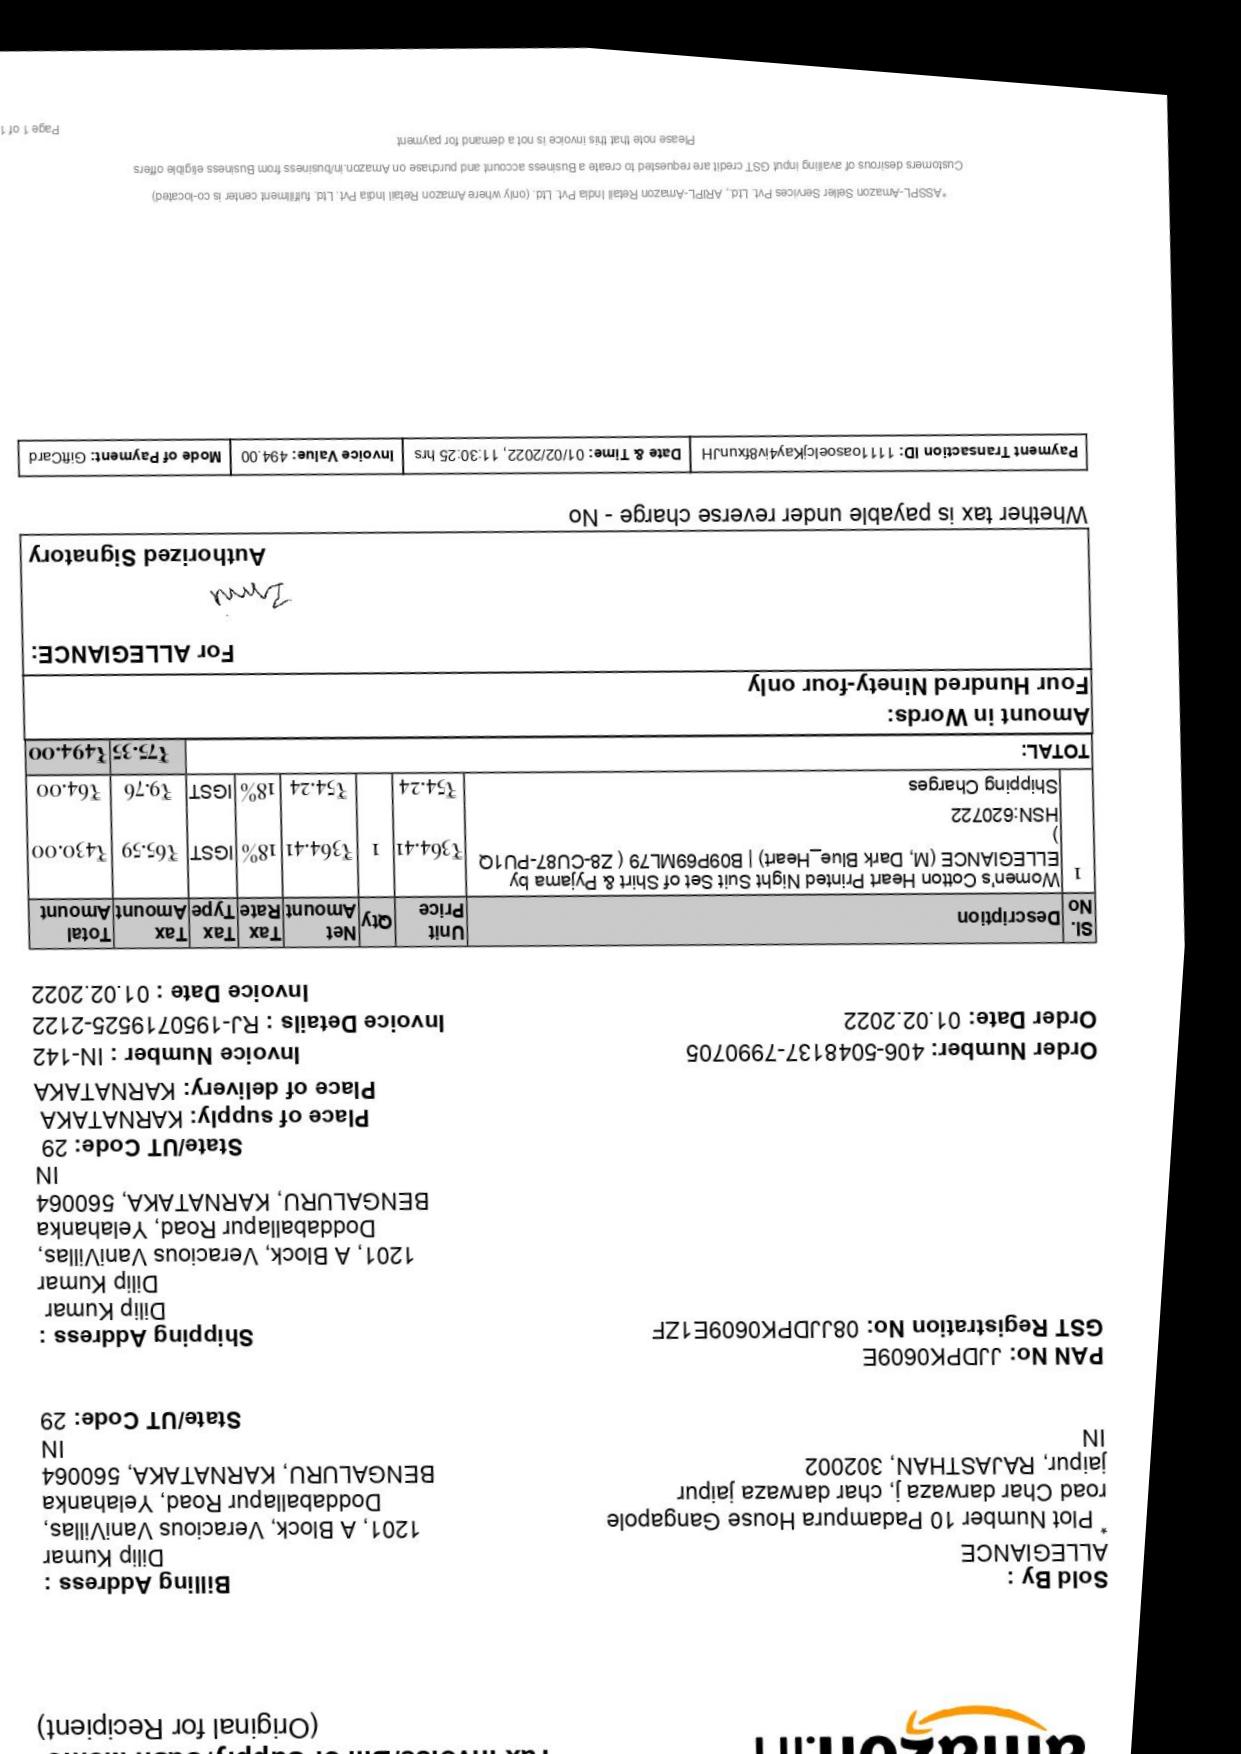 amazon.in
Tax Invoice/Bill of Supply/Cash Memo
(Original for Recipient)
Sold By :
ALLEGIANCE
* Plot Number 10 Padampura House Gangapole
road Char darwaza j, char darwaza jaipur
jaipur, RAJASTHAN, 302002
IN
Billing Address :
Dilip Kumar
1201, A Block, Veracious VaniVillas,
Doddaballapur Road, Yelahanka
BENGALURU, KARNATAKA, 560064
IN
State/UT Code: 29
PAN No: JJDPK0609E
GST Registration No: 08JJDPK0609E1ZF
Shipping Address :
Dilip Kumar
Dilip Kumar
1201, A Block, Veracious VaniVillas,
Doddaballapur Road, Yelahanka
BENGALURU, KARNATAKA, 560064
IN
State/UT Code: 29
Place of supply: KARNATAKA
Place of delivery: KARNATAKA
Order Number: 406-5048137-7990705
Order Date: 01.02.2022
Invoice Number : IN-142
Invoice Details : RJ-1950719525-2122
Invoice Date : 01.02.2022
Sl. No Description Unit Price Qty Net Amount Tax Rate Tax Type Tax Amount Total Amount
1 Women's Cotton Heart Printed Night Suit Set of Shirt & Pyjama by
ELLEGIANCE (M, Dark Blue_Heart) | B09P69ML79 ( Z8-CU87-PU1Q
) ₹364.41 1 ₹364.41 18% IGST ₹65.59 ₹430.00
HSN:620722
Shipping Charges ₹54.24 ₹54.24 18% IGST ₹9.76 ₹64.00
TOTAL: ₹75.35 ₹494.00
Amount in Words:
Four Hundred Ninety-four only
For ALLEGIANCE:
Authorized Signatory
Whether tax is payable under reverse charge - No
Date & Time: 01/02/2022, 11:30:25 hrs Invoice Value: 494.00 Mode of Payment: GiftCard
*ASSPL-Amazon Seller Services Pvt. Ltd., ARIPL-Amazon Retail India Pvt. Ltd. (only where Amazon Retail India Pvt. Ltd. fulfillment center is co-located)
Customers desirous of availing input GST credit are requested to create a Business account and purchase on Amazon.in/business from Business eligible offers
Please note that this invoice is not a demand for payment
Page 1 of 1